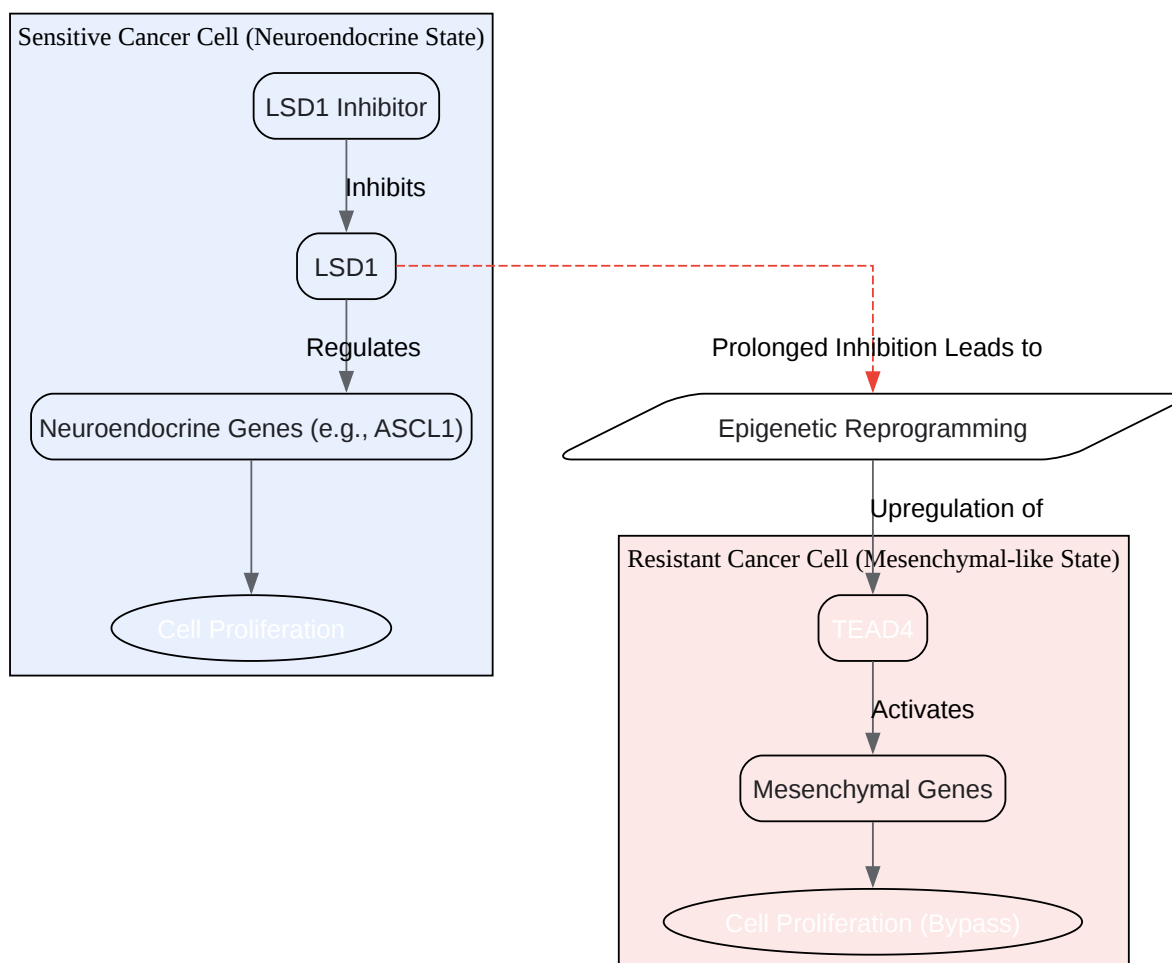 Sensitive Cancer Cell (Neuroendocrine State)
LSD1 Inhibitor
Inhibits
LSD1
Regulates
Neuroendocrine Genes (e.g., ASCL1)
Cell Proliferation
Prolonged Inhibition Leads to
Epigenetic Reprogramming
Upregulation of
Resistant Cancer Cell (Mesenchymal-like State)
TEAD4
Activates
Mesenchymal Genes
Cell Proliferation (Bypass)